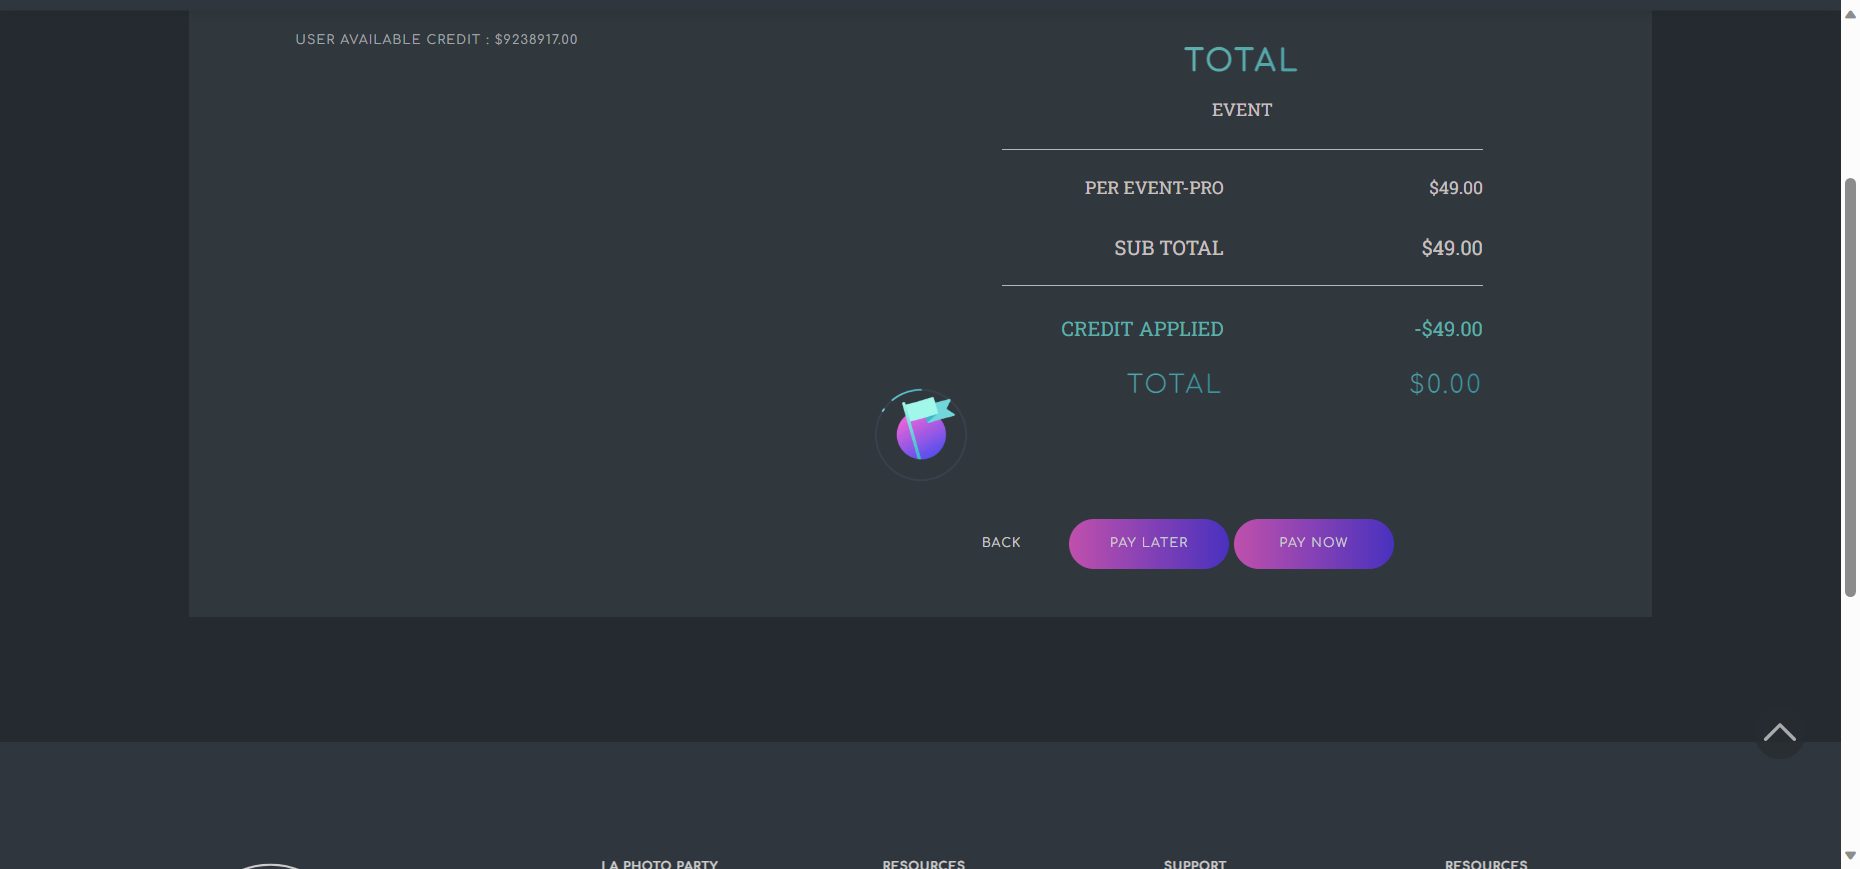 USER AVAILABLE CREDIT : $9238917.00
TOTAL
EVENT
PER EVENT-PRO $49.00
SUB TOTAL $49.00
CREDIT APPLIED -$49.00
TOTAL $0.00
BACK PAY LATER PAY NOW
LA PHOTO PARTY RESOURCES SUPPORT RESOURCES